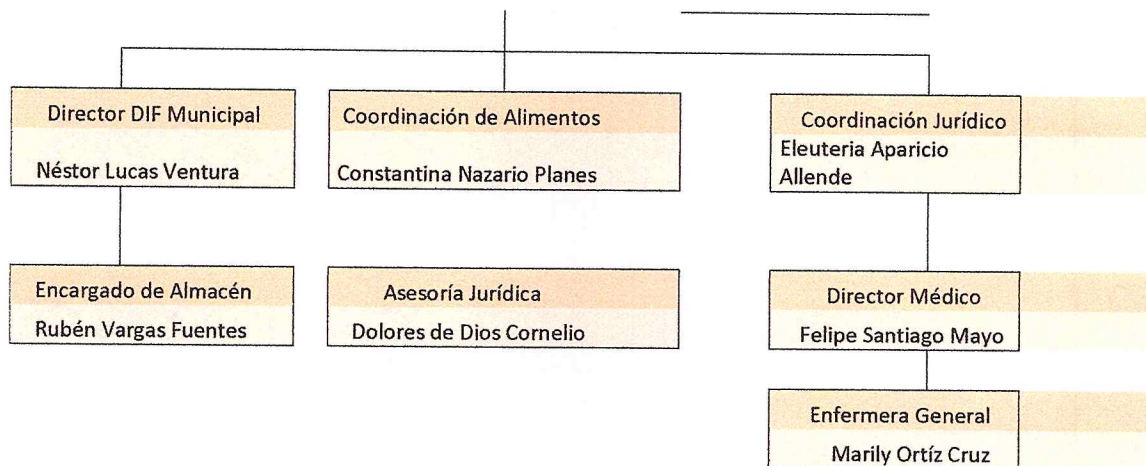 Director DIF Municipal
Néstor Lucas Ventura
Coordinación de Alimentos
Constantina Nazario Planes
Coordinación Jurídico
Eleuteria Aparicio
Allende
Encargado de Almacén
Rubén Vargas Fuentes
Asesoría Jurídica
Dolores de Dios Cornelio
Director Médico
Felipe Santiago Mayo
Enfermera General
Marily Ortíz Cruz